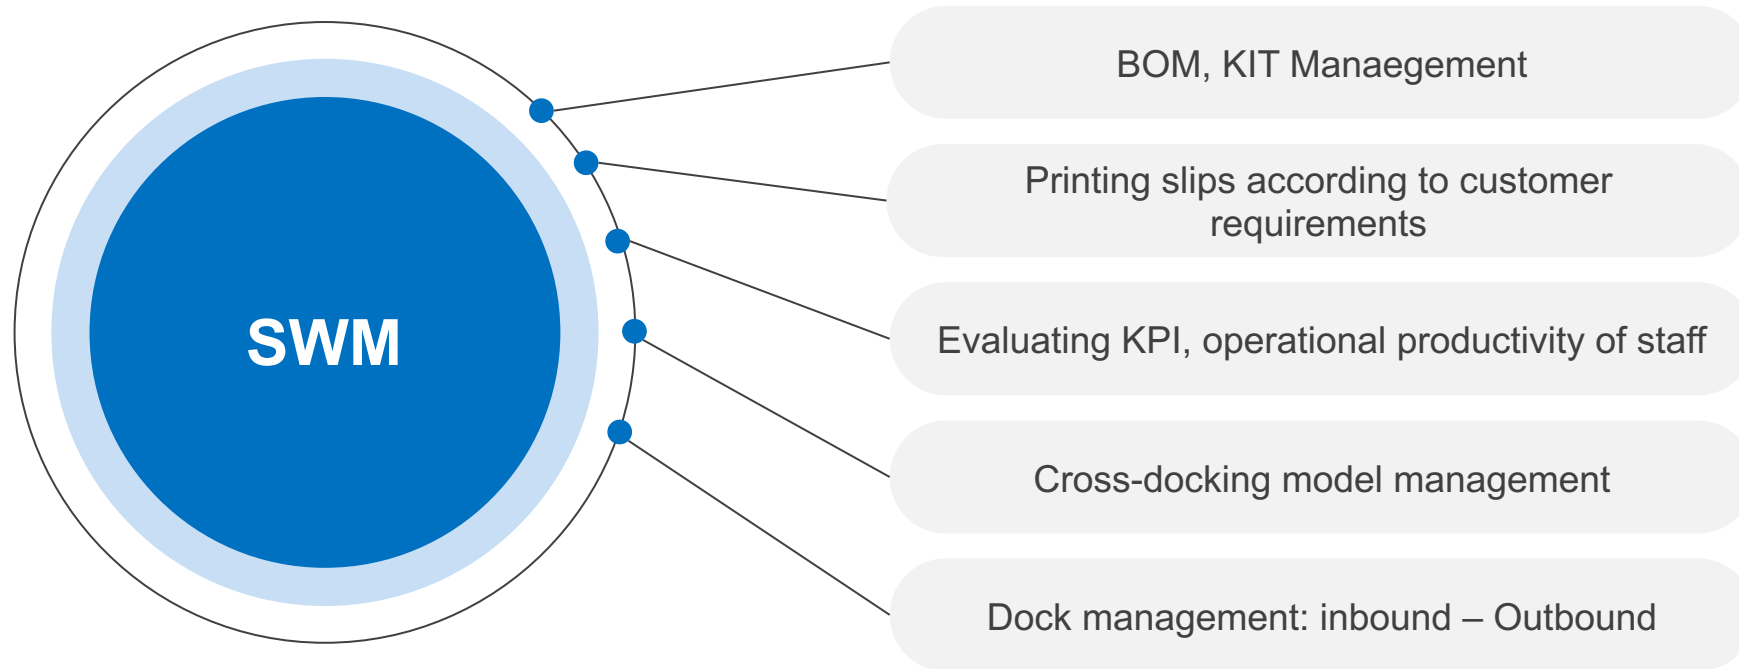 SWM
BOM, KIT Manaegement
Printing slips according to customer
requirements
Evaluating KPI, operational productivity of staff
Cross-docking model management
Dock management: inbound – Outbound